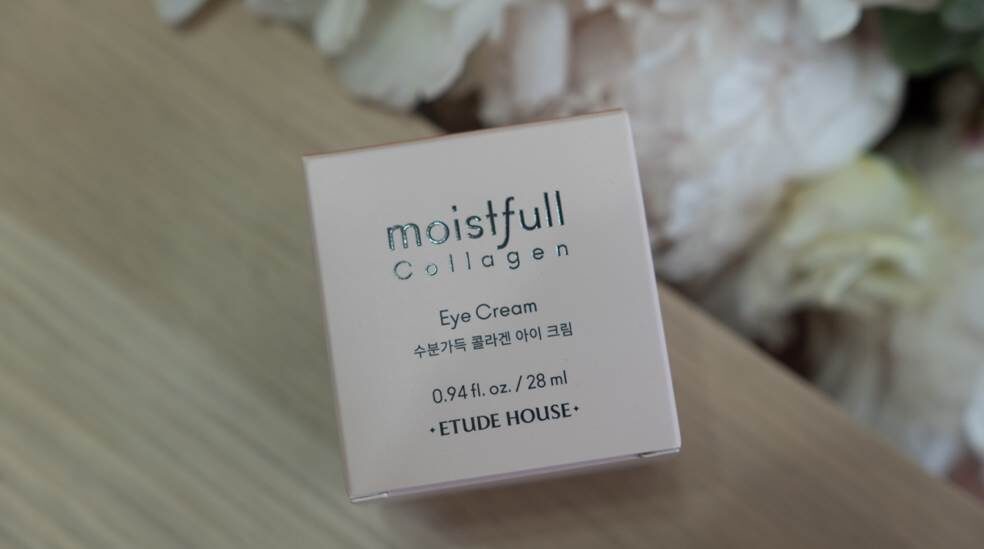 moistfull
Collagen
Eye Cream
수분가득 콜라겐 아이 크림
0.94 fl. oz. / 28 ml
ETUDE HOUSE